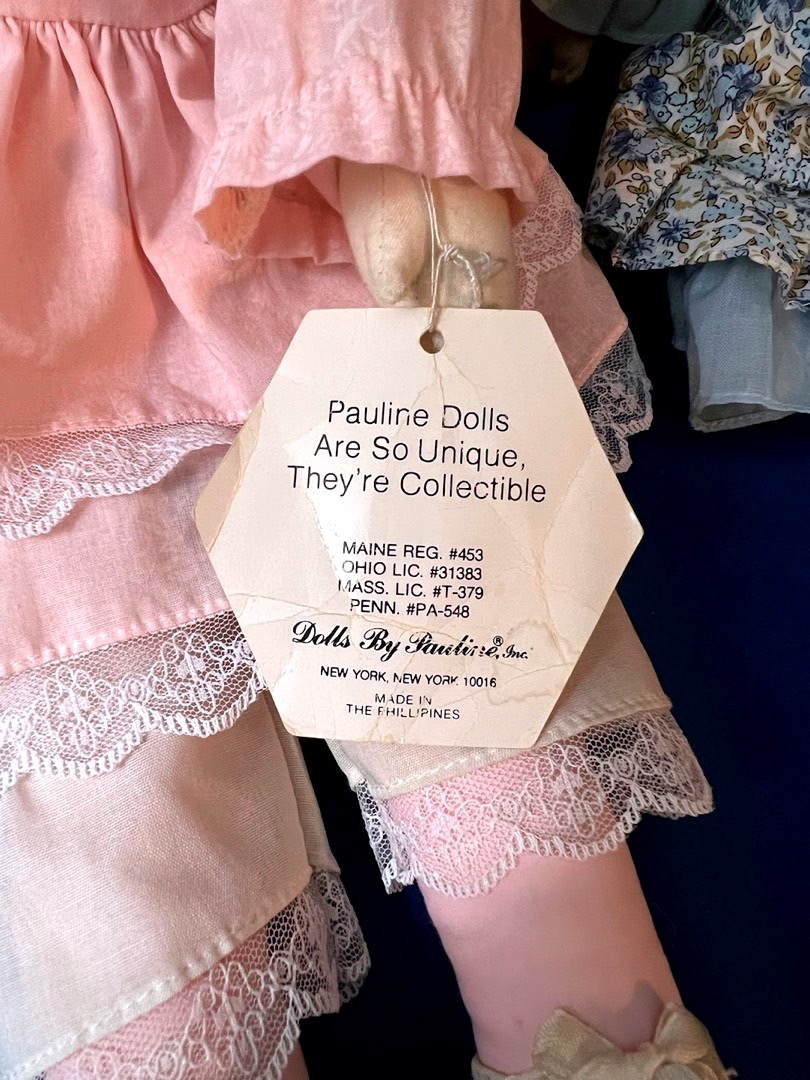 Pauline Dolls
Are So Unique,
They're Collectible
MAINE REG. #453
OHIO LIC. #31383
MASS. LIC. #T-379
PENN. #PA-548
Dolls By Pauline,® Inc.
NEW YORK, NEW YORK 10016
MADE IN
THE PHILLIPINES